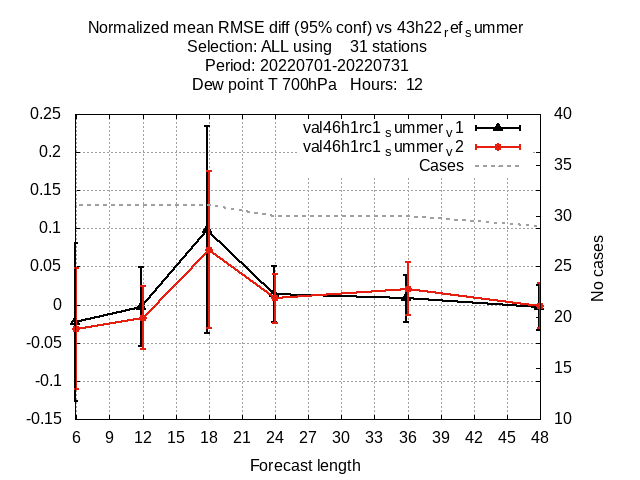 Normalized mean RMSE diff (95% conf) vs 43h22refsummer
Selection: ALL using 31 stations
Period: 20220701-20220731
Dew point T 700hPa Hours: 12
val46h1rc1summerv1
val46h1rc1summerv2
Cases
0.25
0.2
0.15
0.1
0.05
0
-0.05
-0.1
-0.15
40
35
30
25
20
15
10
No cases
6 9 12 15 18 21 24 27 30 33 36 39 42 45 48
Forecast length